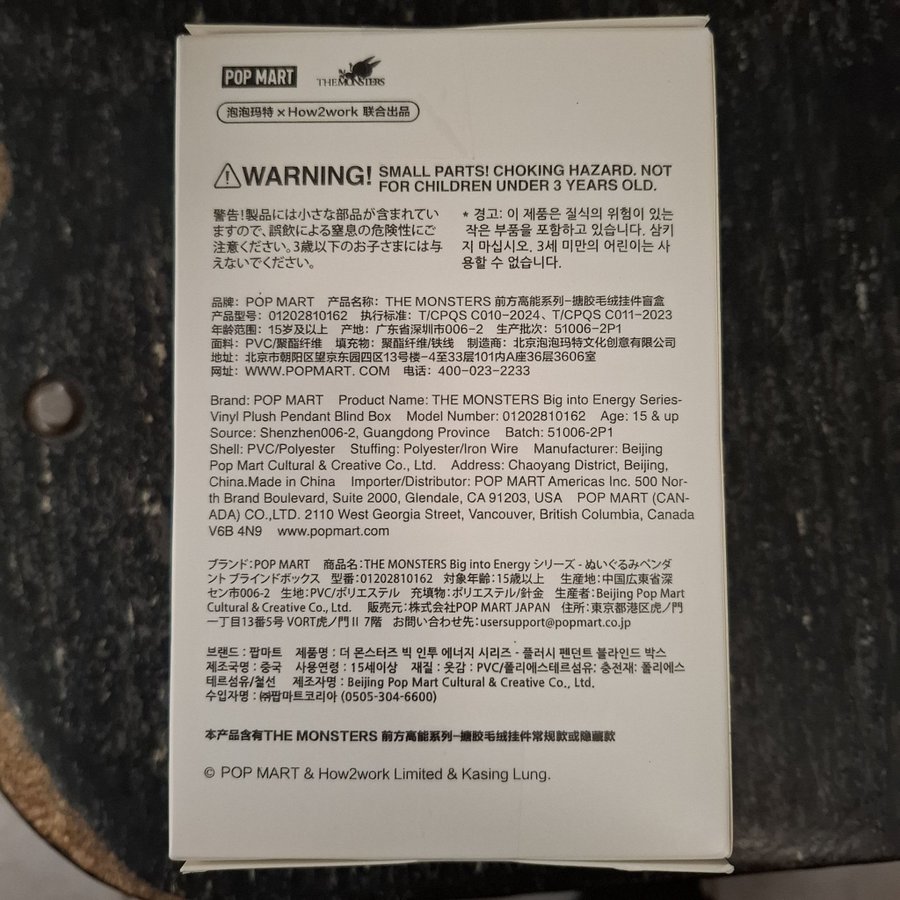 POP MART THE MONSTERS
泡泡玛特 × How2work 联合出品
WARNING! SMALL PARTS! CHOKING HAZARD. NOT
FOR CHILDREN UNDER 3 YEARS OLD.
警告!製品には小さな部品が含まれてい
ますので、誤飲による窒息の危険性にご
注意ください。3歳以下のお子さまには与
えないでください。
* 경고: 이 제품은 질식의 위험이 있는
작은 부품을 포함하고 있습니다. 삼키
지 마십시오. 3세 미만의 어린이는 사
용할 수 없습니다.
品牌: POP MART 产品名称: THE MONSTERS 前方高能系列-搪胶毛绒挂件盲盒
产品型号: 01202810162 执行标准: T/CPQS C010-2024、T/CPQS C011-2023
年龄范围: 15岁及以上 产地: 广东省深圳市006-2 生产批次: 51006-2P1
面料: PVC/聚酯纤维 填充物: 聚酯纤维/铁线 制造商: 北京泡泡玛特文化创意有限公司
地址: 北京市朝阳区望京东园四区13号楼-4至33层101内A座36层3606室
网址: WWW.POPMART. COM 电话: 400-023-2233
Brand: POP MART Product Name: THE MONSTERS Big into Energy Series-
Vinyl Plush Pendant Blind Box Model Number: 01202810162 Age: 15 & up
Source: Shenzhen006-2, Guangdong Province Batch: 51006-2P1
Shell: PVC/Polyester Stuffing: Polyester/Iron Wire Manufacturer: Beijing
Pop Mart Cultural & Creative Co., Ltd. Address: Chaoyang District, Beijing,
China.Made in China Importer/Distributor: POP MART Americas Inc. 500 Nor-
th Brand Boulevard, Suite 2000, Glendale, CA 91203, USA POP MART (CAN-
ADA) CO.,LTD. 2110 West Georgia Street, Vancouver, British Columbia, Canada
V6B 4N9 www.popmart.com
ブランド:POP MART 商品名:THE MONSTERS Big into Energy シリーズ - ぬいぐるみペンダ
ント ブラインドボックス 型番:01202810162 対象年齢:15歳以上 生産地:中国広東省深
セン市006-2 生地:PVC/ポリエステル 充填物:ポリエステル/針金 生産者:Beijing Pop Mart
Cultural & Creative Co., Ltd. 販売元:株式会社POP MART JAPAN 住所:東京都港区虎ノ門
一丁目13番5号 VORT虎ノ門Ⅱ 7階 お問い合わせ先:usersupport@popmart.co.jp
브랜드 : 팝마트 제품명 : 더 몬스터즈 빅 인투 에너지 시리즈 - 플러시 펜던트 블라인드 박스
제조국명 : 중국 사용연령 : 15세이상 재질 : 옷감 : PVC/폴리에스테르섬유: 충전재: 폴리에스
테르섬유/철선 제조자명 : Beijing Pop Mart Cultural & Creative Co., Ltd.
수입자명 : ㈜팝마트코리아 (0505-304-6600)
本产品含有THE MONSTERS 前方高能系列-搪胶毛绒挂件常规款或隐藏款
© POP MART & How2work Limited & Kasing Lung.